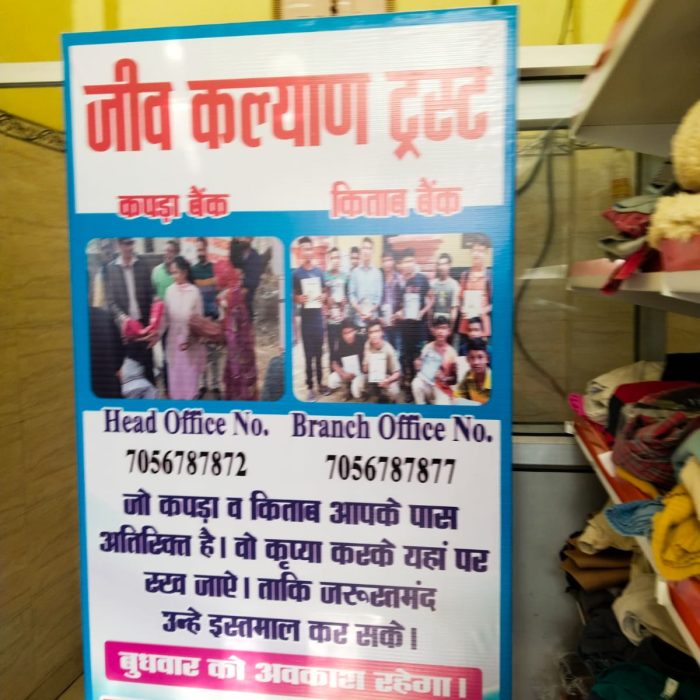 जीव कल्याण ट्रस्ट
कपड़ा बैंक किताब बैंक
Head Office No. Branch Office No.
7056787872 7056787877
जो कपड़ा व किताब आपके पास
अतिरिक्त है। वो कृप्या करके यहां पर
रख जाऐ। ताकि जरूरतमंद
उन्हे इस्तमाल कर सके।
बुधवार को अवकाश रहेगा।